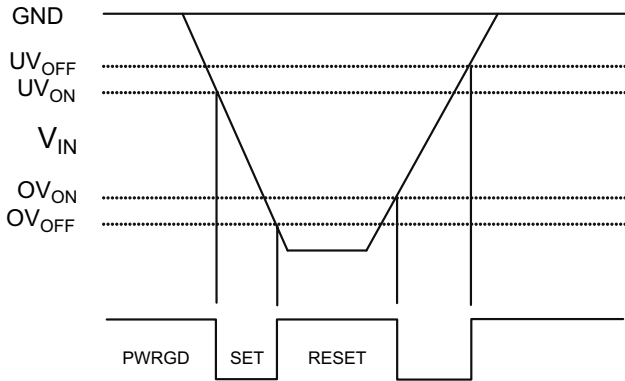 GND
UVOFF
UVON
VIN
OVON
OVOFF
PWRGD SET RESET